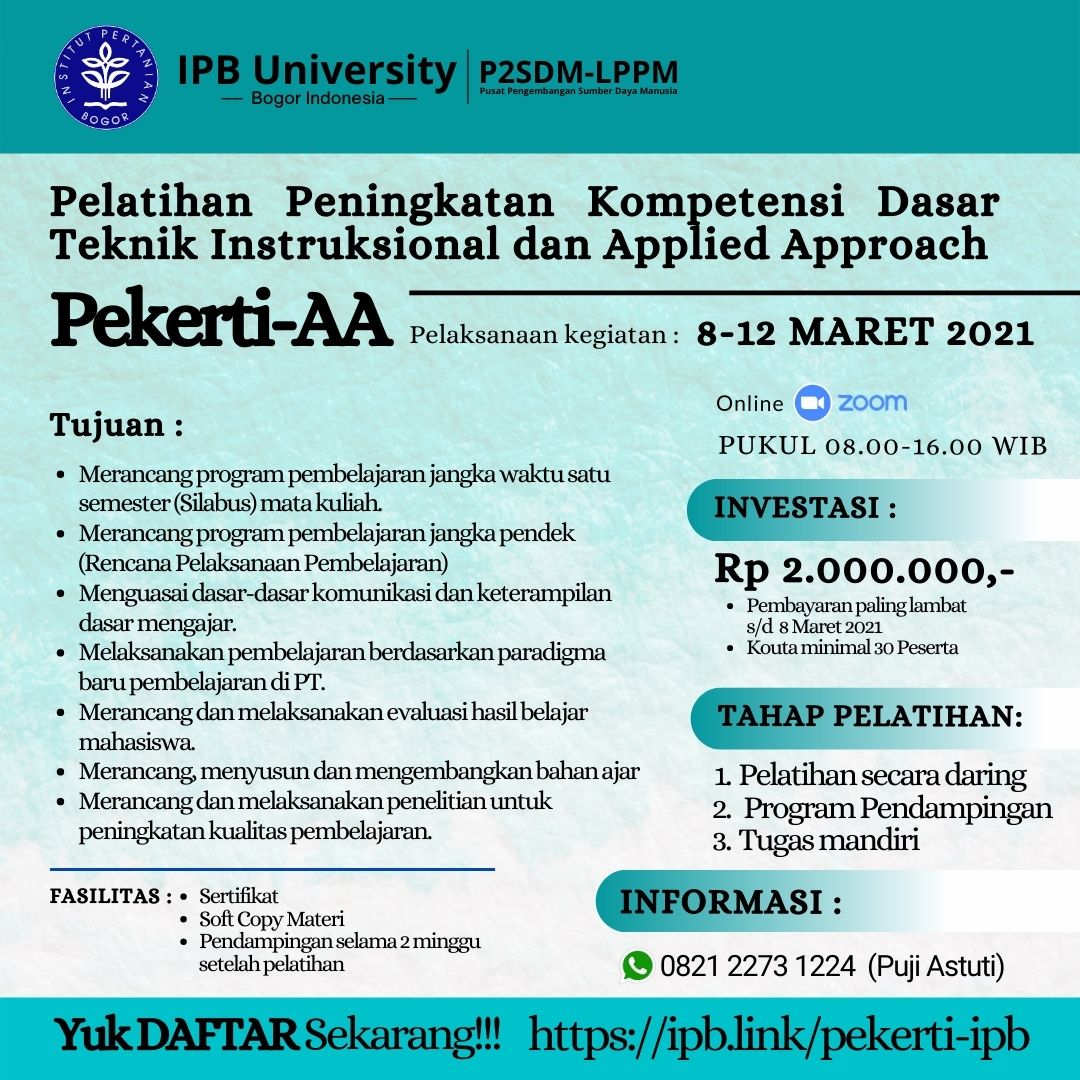 INSTITUT PERTANIAN
BOGOR
IPB University
Bogor Indonesia
P2SDM-LPPM
Pusat Pengembangan Sumber Daya Manusia
Pelatihan Peningkatan Kompetensi Dasar
Teknik Instruksional dan Applied Approach
Pekerti-AA
Pelaksanaan kegiatan : 8-12 MARET 2021
Online zoom
PUKUL 08.00-16.00 WIB
Tujuan :
• Merancang program pembelajaran jangka waktu satu
semester (Silabus) mata kuliah.
• Merancang program pembelajaran jangka pendek
(Rencana Pelaksanaan Pembelajaran)
• Menguasai dasar-dasar komunikasi dan keterampilan
dasar mengajar.
• Melaksanakan pembelajaran berdasarkan paradigma
baru pembelajaran di PT.
• Merancang dan melaksanakan evaluasi hasil belajar
mahasiswa.
• Merancang, menyusun dan mengembangkan bahan ajar
• Merancang dan melaksanakan penelitian untuk
peningkatan kualitas pembelajaran.
INVESTASI :
Rp 2.000.000,-
• Pembayaran paling lambat
s/d 8 Maret 2021
• Kouta minimal 30 Peserta
TAHAP PELATIHAN:
1. Pelatihan secara daring
2. Program Pendampingan
3. Tugas mandiri
FASILITAS : • Sertifikat
• Soft Copy Materi
• Pendampingan selama 2 minggu
setelah pelatihan
INFORMASI :
0821 2273 1224 (Puji Astuti)
Yuk DAFTAR Sekarang!!! https://ipb.link/pekerti-ipb